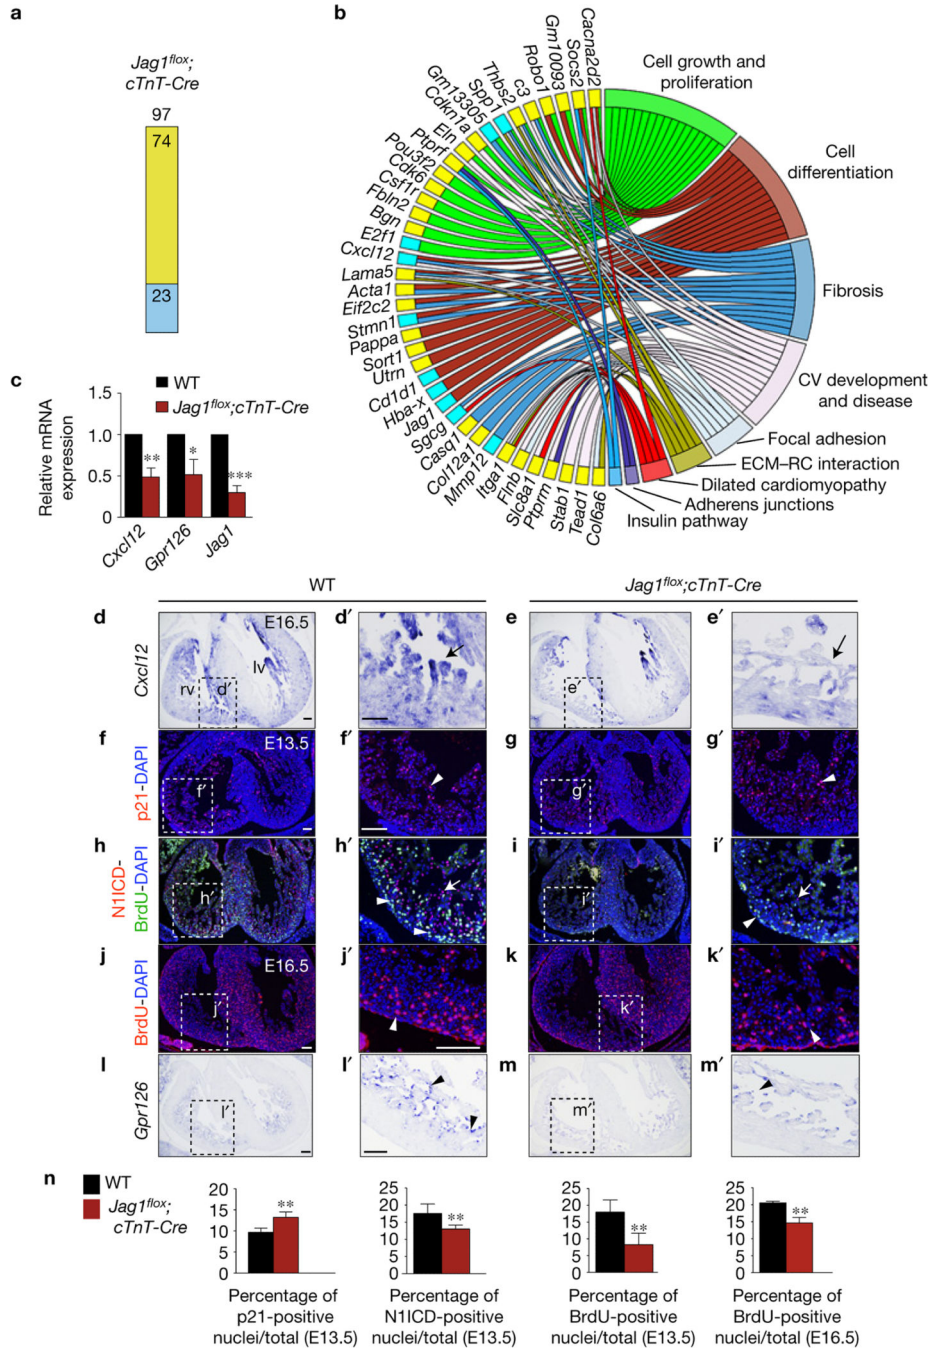 a
Jag1flox;
cTnT-Cre
97
74
23
b
Cell growth and
proliferation
Cell
differentiation
Fibrosis
CV development
and disease
Focal adhesion
ECM–RC interaction
Dilated cardiomyopathy
Adherens junctions
Insulin pathway
Cacna2d2
Socs2
Gm10093
Robo1
c3
Thbs2
Spp1
Gm13305
Cdkn1a
Eln
Ptprf
Pou3f2
Cdk6
Csf1r
Fbln2
Bgn
E2f1
Cxcl12
Lama5
Acta1
Eif2c2
Stmn1
Pappa
Sort1
Utrn
Cd1d1
Hba-x
Jag1
Sgcg
Casq1
Col12a1
Mmp12
Itga1
Flnb
Slc8a1
Ptprm
Stab1
Tead1
Col6a6
c
WT
Jag1flox;cTnT-Cre
Relative mRNA
expression
1.5
1.0
0.5
0
**
*
***
Cxcl12
Gpr126
Jag1
WT
Jag1flox;cTnT-Cre
d
d′
e
e′
Cxcl12
E16.5
rv
d′
lv
e′
f
f′
g
g′
p21-DAPI
E13.5
f′
g′
h
h′
i
i′
N1ICD-
BrdU-DAPI
h′
i′
j
j′
k
k′
BrdU-DAPI
E16.5
j′
k′
l
l′
m
m′
Gpr126
l′
m′
n
WT
Jag1flox;
cTnT-Cre
20
15
10
5
0
**
Percentage of
p21-positive
nuclei/total (E13.5)
25
20
15
10
5
0
**
Percentage of
N1ICD-positive
nuclei/total (E13.5)
25
20
15
10
5
0
**
Percentage of
BrdU-positive
nuclei/total (E13.5)
25
20
15
10
5
0
**
Percentage of
BrdU-positive
nuclei/total (E16.5)